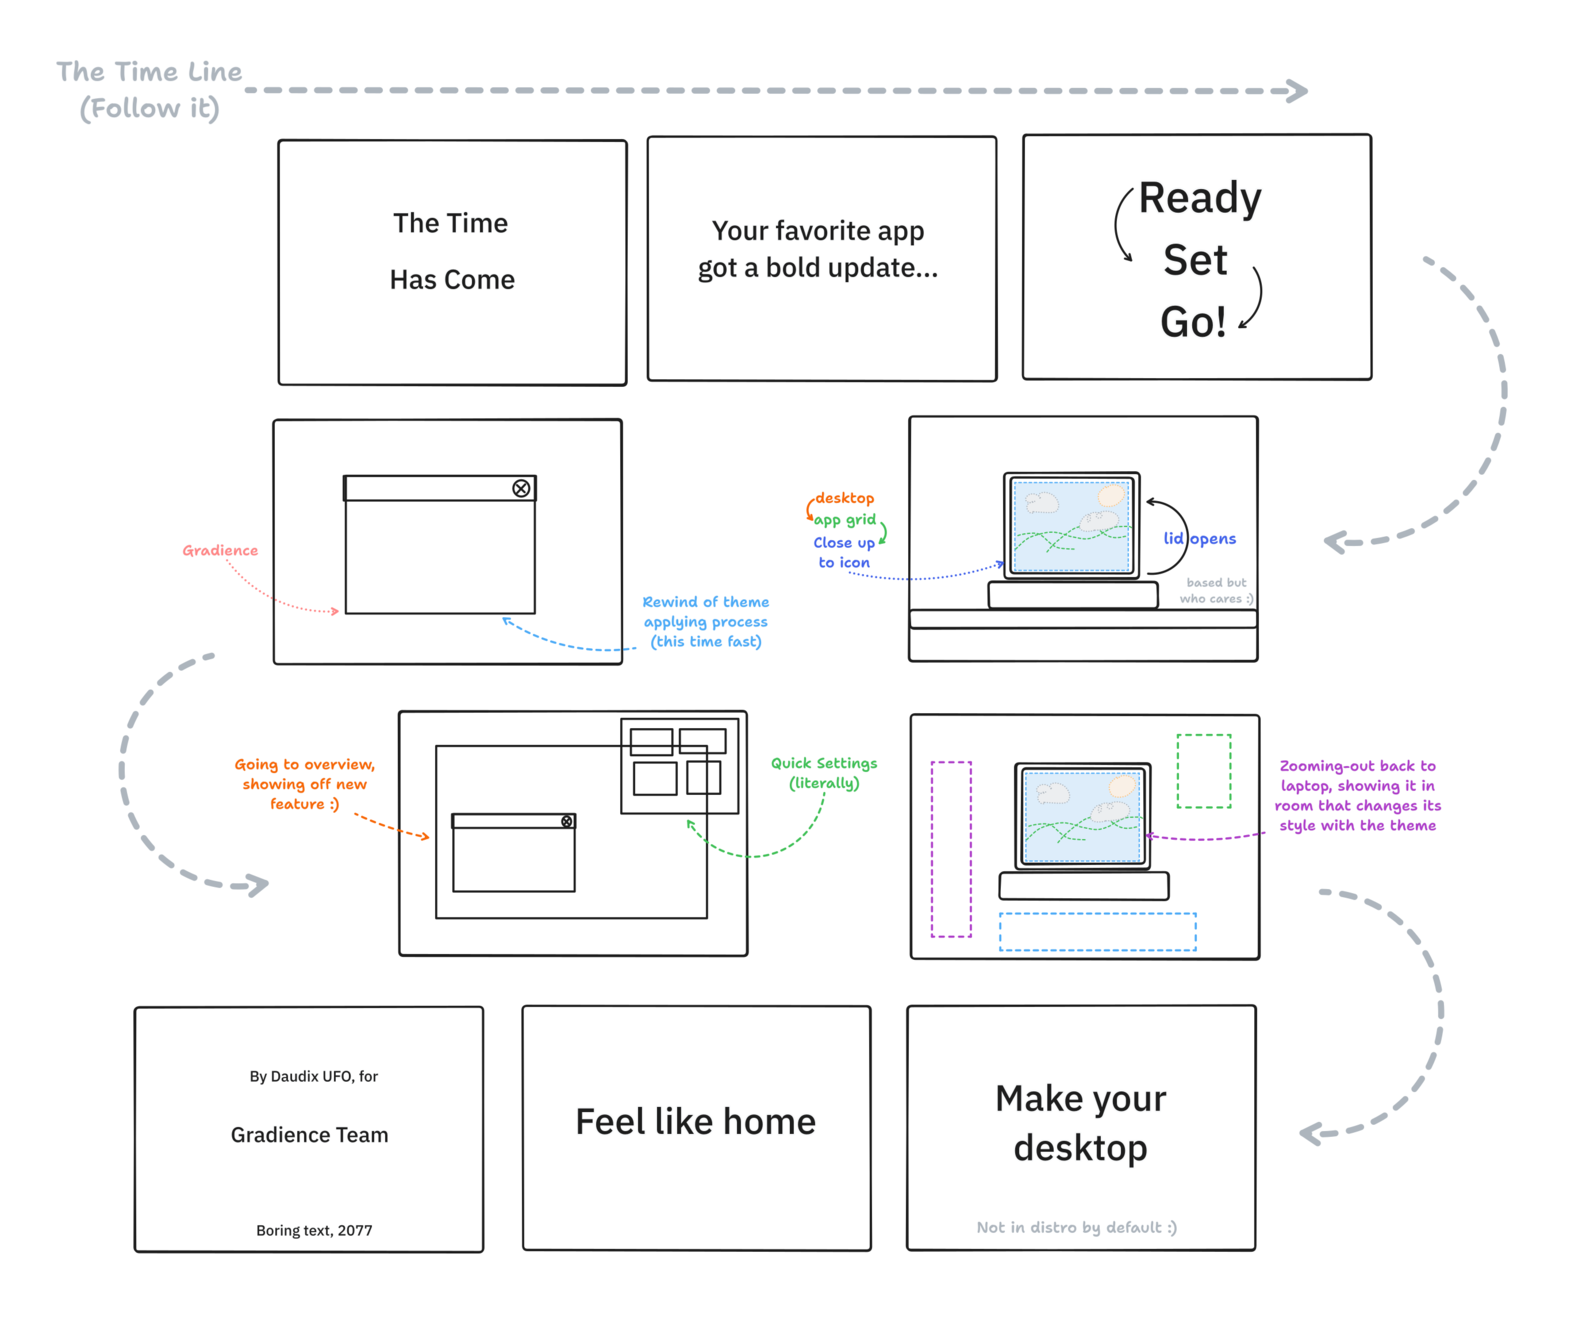 The Time Line
(Follow it)
The Time
Has Come
Your favorite app
got a bold update...
Ready
Set
Go!
desktop
app grid
Close up
to icon
lid opens
based but
who cares :)
Gradience
Rewind of theme
applying process
(this time fast)
Going to overview,
showing off new
feature :)
Quick Settings
(literally)
Zooming-out back to
laptop, showing it in
room that changes its
style with the theme
Make your
desktop
Not in distro by default :)
Feel like home
By Daudix UFO, for
Gradience Team
Boring text, 2077